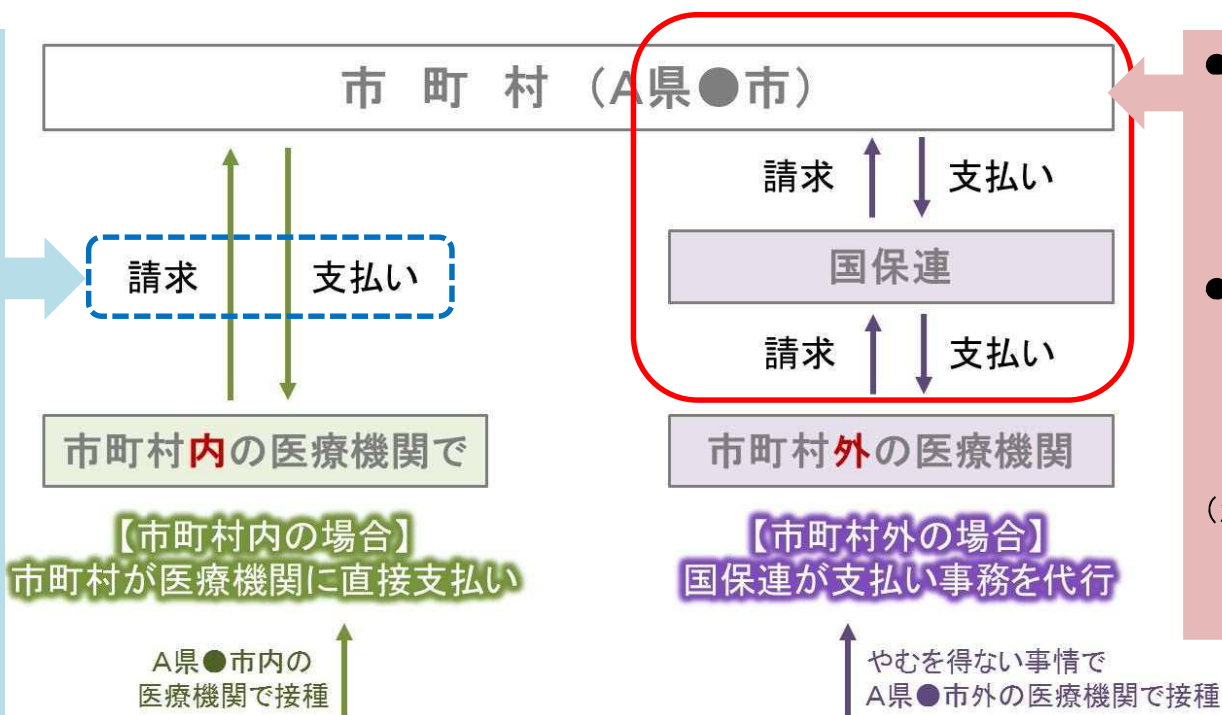 市 町 村 （A県●市）
請求 支払い
請求 支払い
国保連
請求 支払い
市町村内の医療機関で
市町村外の医療機関
【市町村内の場合】
市町村が医療機関に直接支払い
【市町村外の場合】
国保連が支払い事務を代行
A県●市内の
医療機関で接種
やむを得ない事情で
A県●市外の医療機関で接種
●
●
（